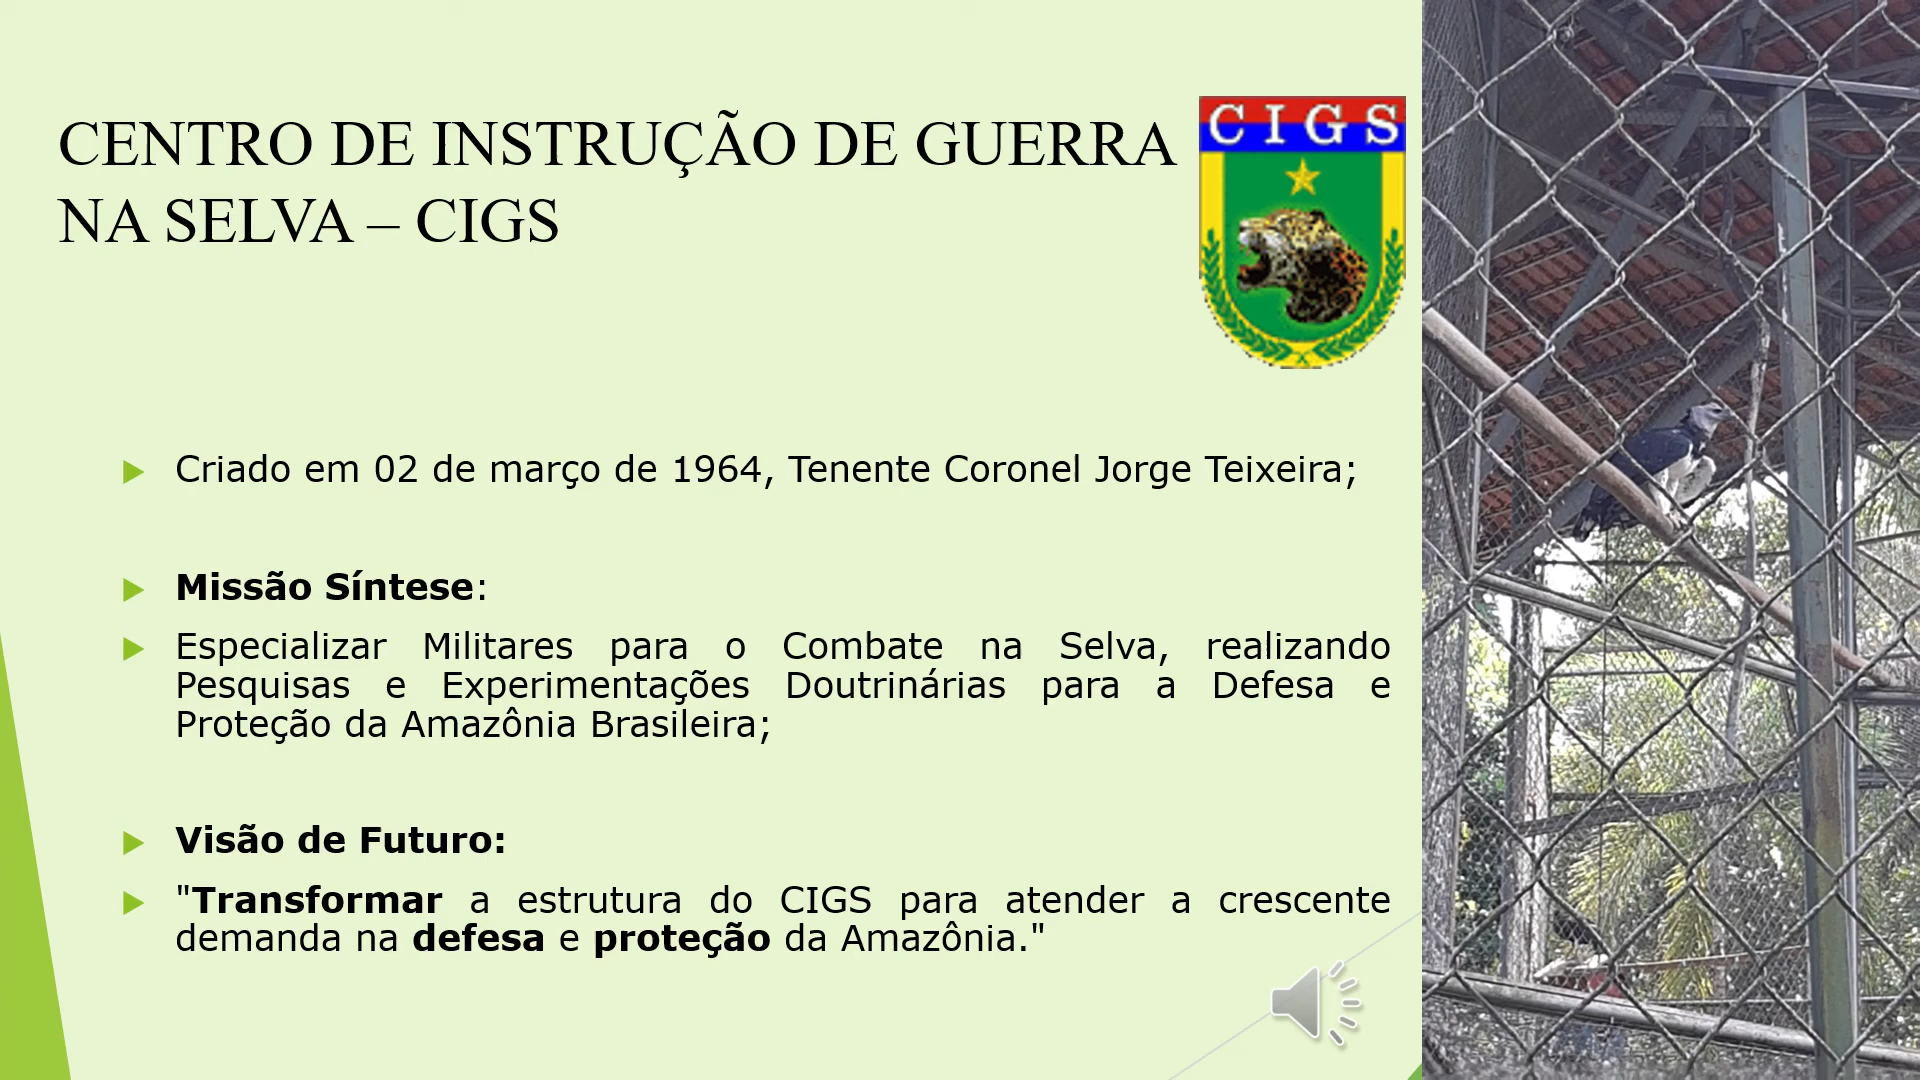 CENTRO DE INSTRUÇÃO DE GUERRA
NA SELVA – CIGS
CIGS
Criado em 02 de março de 1964, Tenente Coronel Jorge Teixeira;
Missão Síntese:
Especializar Militares para o Combate na Selva, realizando
Pesquisas e Experimentações Doutrinárias para a Defesa e
Proteção da Amazônia Brasileira;
Visão de Futuro:
"Transformar a estrutura do CIGS para atender a crescente
demanda na defesa e proteção da Amazônia."